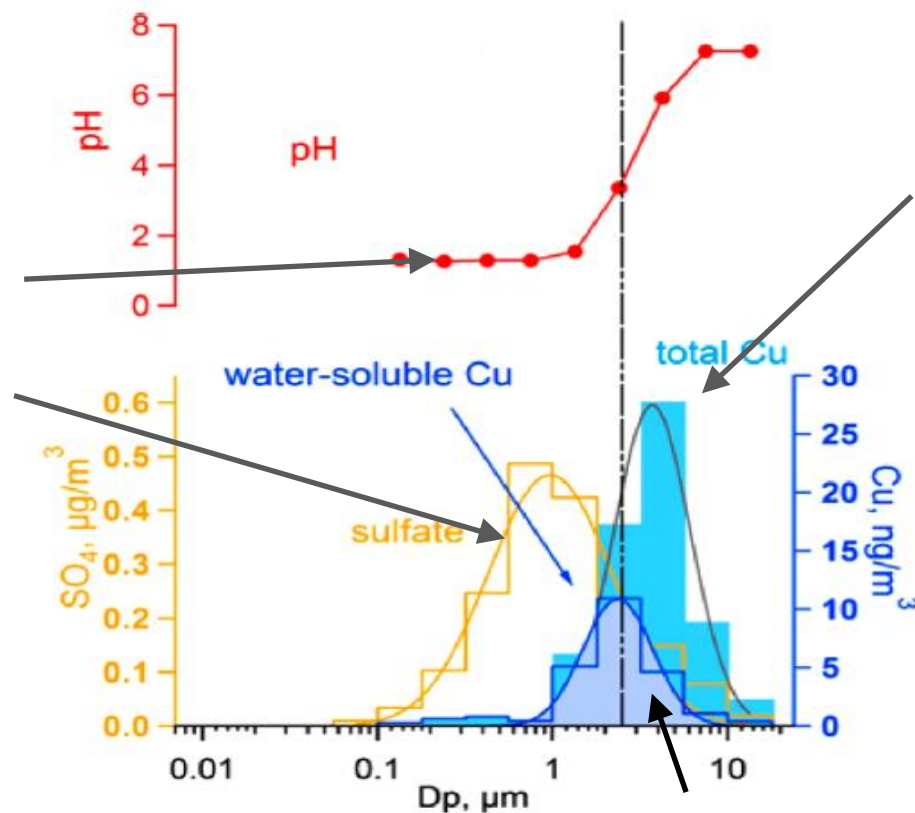 8
6
4
2
0
pH
pH
water-soluble Cu
total Cu
sulfate
0.6
0.5
0.4
0.3
0.2
0.1
0.0
SO₄, µg/m³
30
25
20
15
10
5
0
Cu, ng/m³
0.01
0.1
1
10
Dp, µm